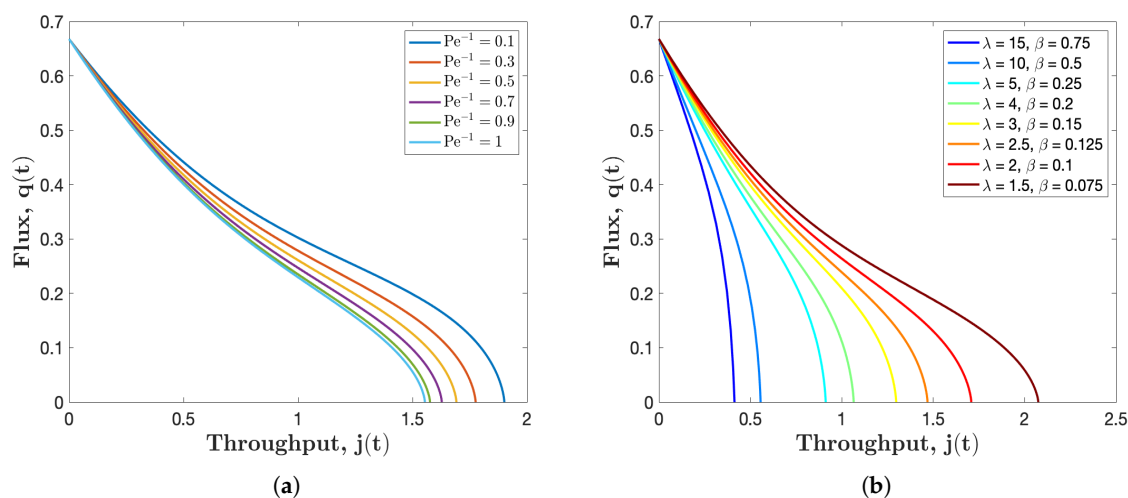 0.7
0.6
0.5
0.4
0.3
0.2
0.1
0
Flux, q(t)
0
0.5
1
1.5
2
Throughput, j(t)
Pe⁻¹ = 0.1
Pe⁻¹ = 0.3
Pe⁻¹ = 0.5
Pe⁻¹ = 0.7
Pe⁻¹ = 0.9
Pe⁻¹ = 1
(a)
0.7
0.6
0.5
0.4
0.3
0.2
0.1
0
Flux, q(t)
0
0.5
1
1.5
2
2.5
Throughput, j(t)
λ = 15, β = 0.75
λ = 10, β = 0.5
λ = 5, β = 0.25
λ = 4, β = 0.2
λ = 3, β = 0.15
λ = 2.5, β = 0.125
λ = 2, β = 0.1
λ = 1.5, β = 0.075
(b)